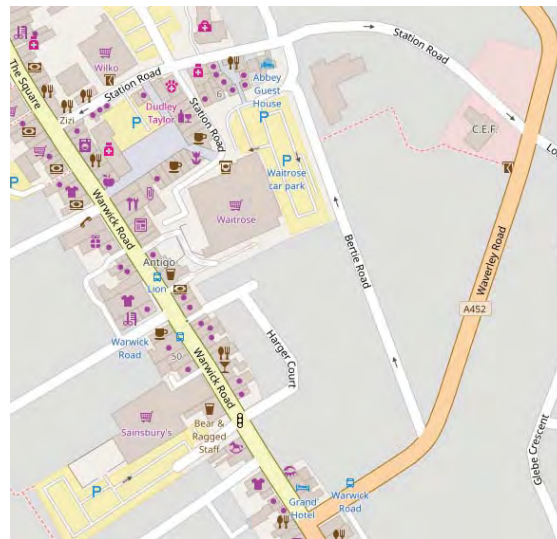 The Square
Wilko
Station Road
Station Road
Abbey
Guest
House
Zizi
6
Dudley
Taylor
P
Station Road
P
C.E.F.
P
P
Waitrose
car park
Waitrose
Warwick Road
Antigo
Lion
Bertie Road
Waverley Road
A452
Warwick
Road
50
Harger Court
Warwick Road
Sainsbury's
Bear &
Ragged
Staff
Glebe Crescent
P
Grand
Hotel
Warwick
Road